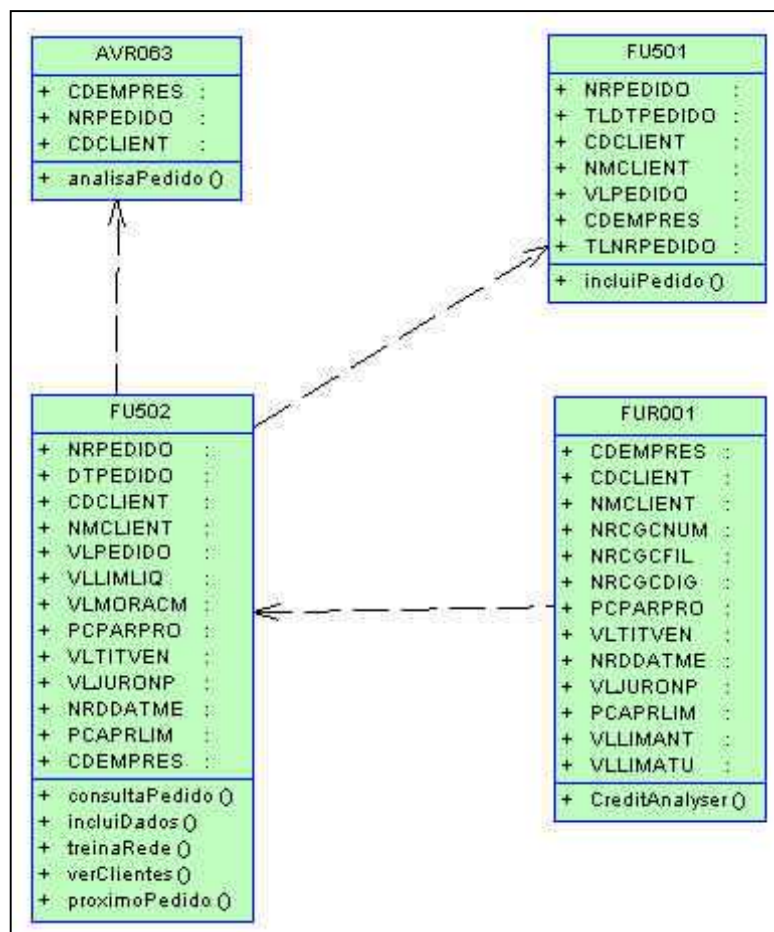 AVR063
+ CDEMPRES :
+ NRPEDIDO :
+ CDCLIENT :
+ analisaPedido ()
FU501
+ NRPEDIDO :
+ TLDTPEDIDO :
+ CDCLIENT :
+ NMCLIENT :
+ VLPEDIDO :
+ CDEMPRES :
+ TLNRPEDIDO :
+ incluiPedido ()
FU502
+ NRPEDIDO :
+ DTPEDIDO :
+ CDCLIENT :
+ NMCLIENT :
+ VLPEDIDO :
+ VLLIMLIQ :
+ VLMORACM :
+ PCPARPRO :
+ VLTITVEN :
+ VLJURONP :
+ NRDDATME :
+ PCAPRLIM :
+ CDEMPRES :
+ consultaPedido ()
+ incluiDados ()
+ treinaRede ()
+ verClientes ()
+ proximoPedido ()
FUR001
+ CDEMPRES :
+ CDCLIENT :
+ NMCLIENT :
+ NRCGCNUM :
+ NRCGCFIL :
+ NRCGCDIG :
+ PCPARPRO :
+ VLTITVEN :
+ NRDDATME :
+ VLJURONP :
+ PCAPRLIM :
+ VLLIMANT :
+ VLLIMATU :
+ CreditAnalyser ()